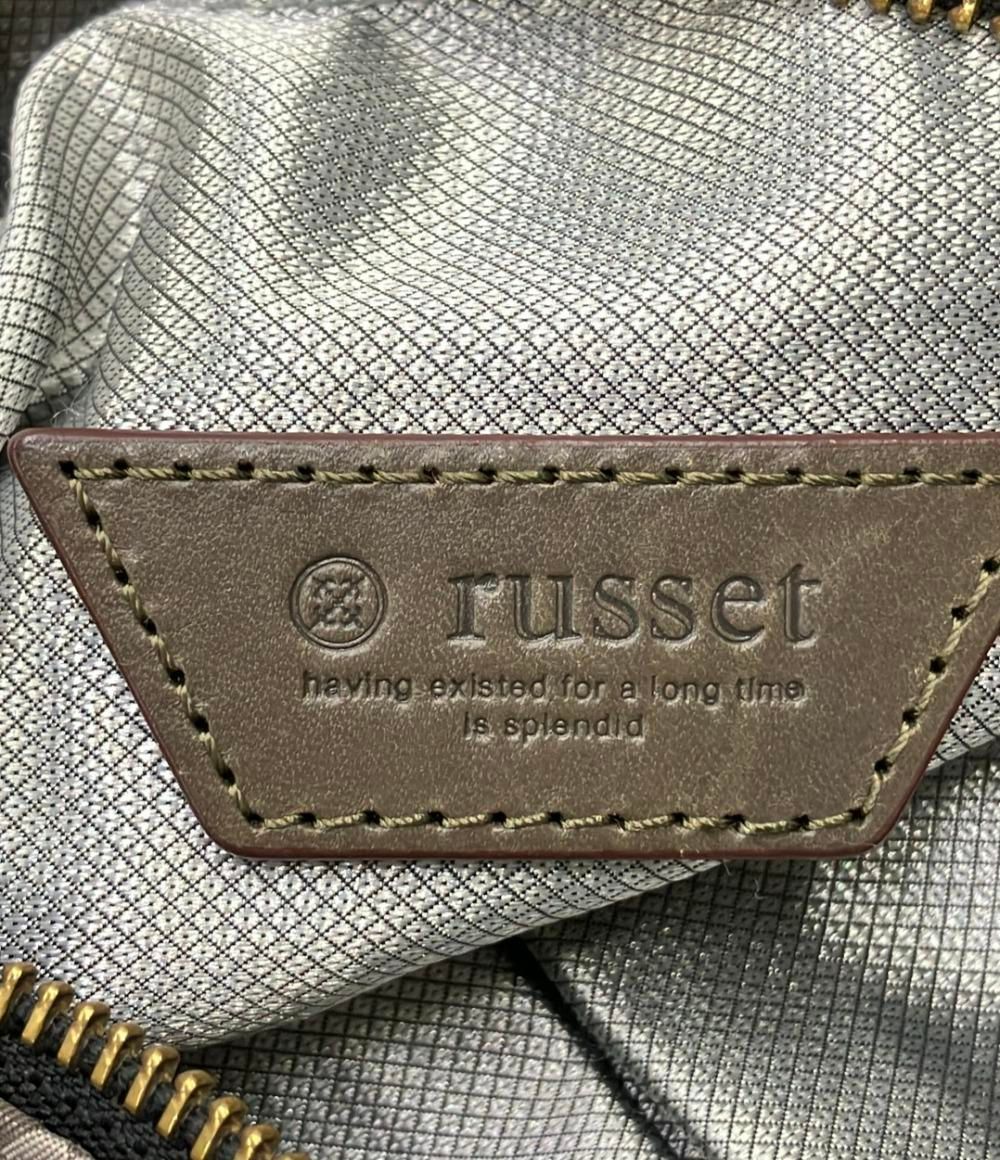 russet
having existed for a long time
is splendid